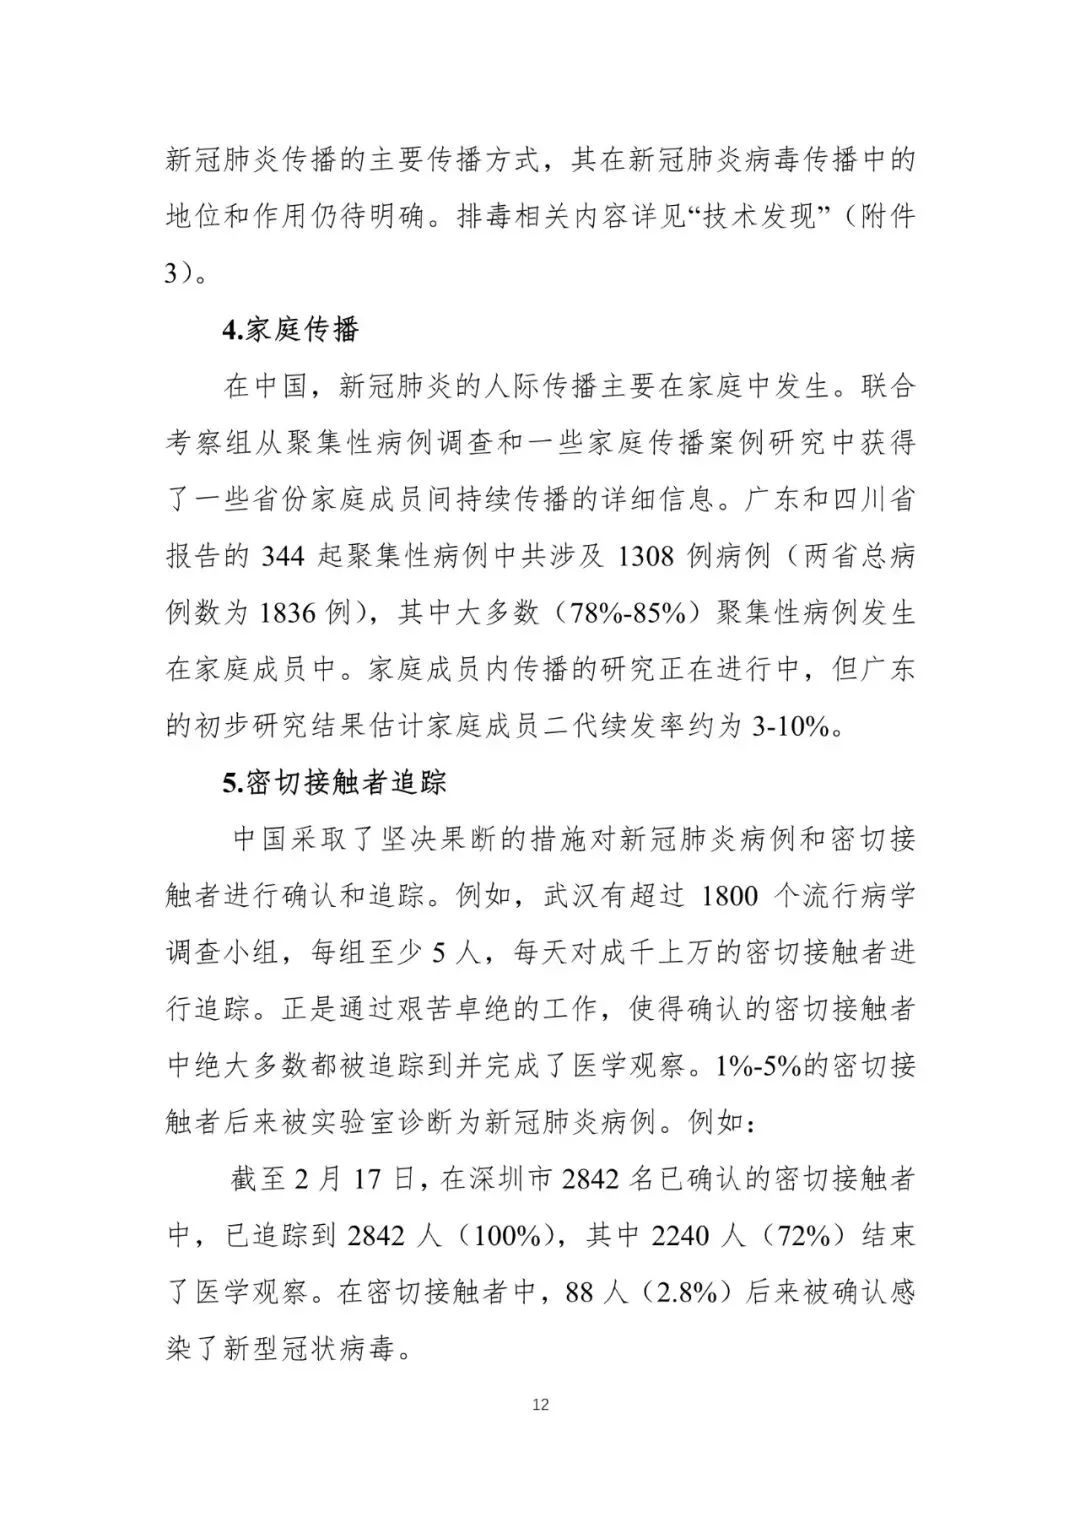 新冠肺炎传播的主要传播方式，其在新冠肺炎病毒传播中的
地位和作用仍待明确。排毒相关内容详见“技术发现”（附件
3）。
4.家庭传播
在中国，新冠肺炎的人际传播主要在家庭中发生。联合
考察组从聚集性病例调查和一些家庭传播案例研究中获得
了一些省份家庭成员间持续传播的详细信息。广东和四川省
报告的 344 起聚集性病例中共涉及 1308 例病例（两省总病
例数为 1836 例），其中大多数（78%-85%）聚集性病例发生
在家庭成员中。家庭成员内传播的研究正在进行中，但广东
的初步研究结果估计家庭成员二代续发率约为 3-10%。
5.密切接触者追踪
中国采取了坚决果断的措施对新冠肺炎病例和密切接
触者进行确认和追踪。例如，武汉有超过 1800 个流行病学
调查小组，每组至少 5 人，每天对成千上万的密切接触者进
行追踪。正是通过艰苦卓绝的工作，使得确认的密切接触者
中绝大多数都被追踪到并完成了医学观察。1%-5%的密切接
触者后来被实验室诊断为新冠肺炎病例。例如：
截至 2 月 17 日，在深圳市 2842 名已确认的密切接触者
中，已追踪到 2842 人（100%），其中 2240 人（72%）结束
了医学观察。在密切接触者中，88 人（2.8%）后来被确认感
染了新型冠状病毒。
12